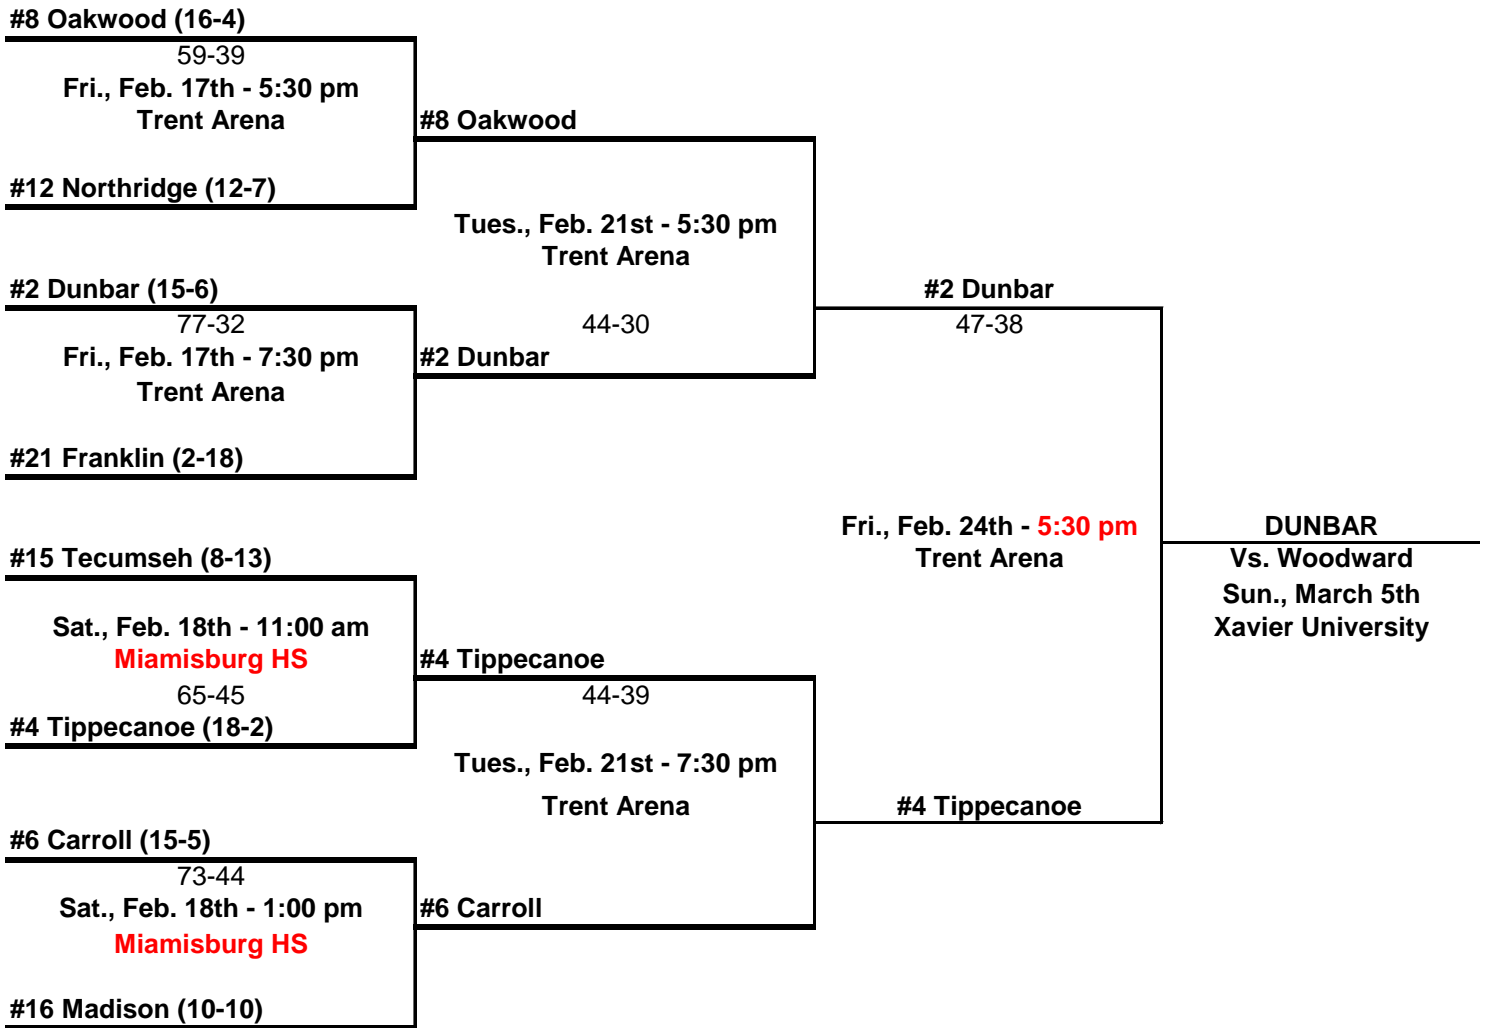 #8 Oakwood (16-4)
59-39
Fri., Feb. 17th - 5:30 pm
Trent Arena
#8 Oakwood
#12 Northridge (12-7)
Tues., Feb. 21st - 5:30 pm
Trent Arena
#2 Dunbar (15-6)
#2 Dunbar
77-32
44-30
47-38
Fri., Feb. 17th - 7:30 pm
#2 Dunbar
Trent Arena
#21 Franklin (2-18)
Fri., Feb. 24th - 5:30 pm
DUNBAR
#15 Tecumseh (8-13)
Trent Arena
Vs. Woodward
Sun., March 5th
Sat., Feb. 18th - 11:00 am
Xavier University
Miamisburg HS
#4 Tippecanoe
65-45
44-39
#4 Tippecanoe (18-2)
Tues., Feb. 21st - 7:30 pm
Trent Arena
#4 Tippecanoe
#6 Carroll (15-5)
73-44
Sat., Feb. 18th - 1:00 pm
#6 Carroll
Miamisburg HS
#16 Madison (10-10)